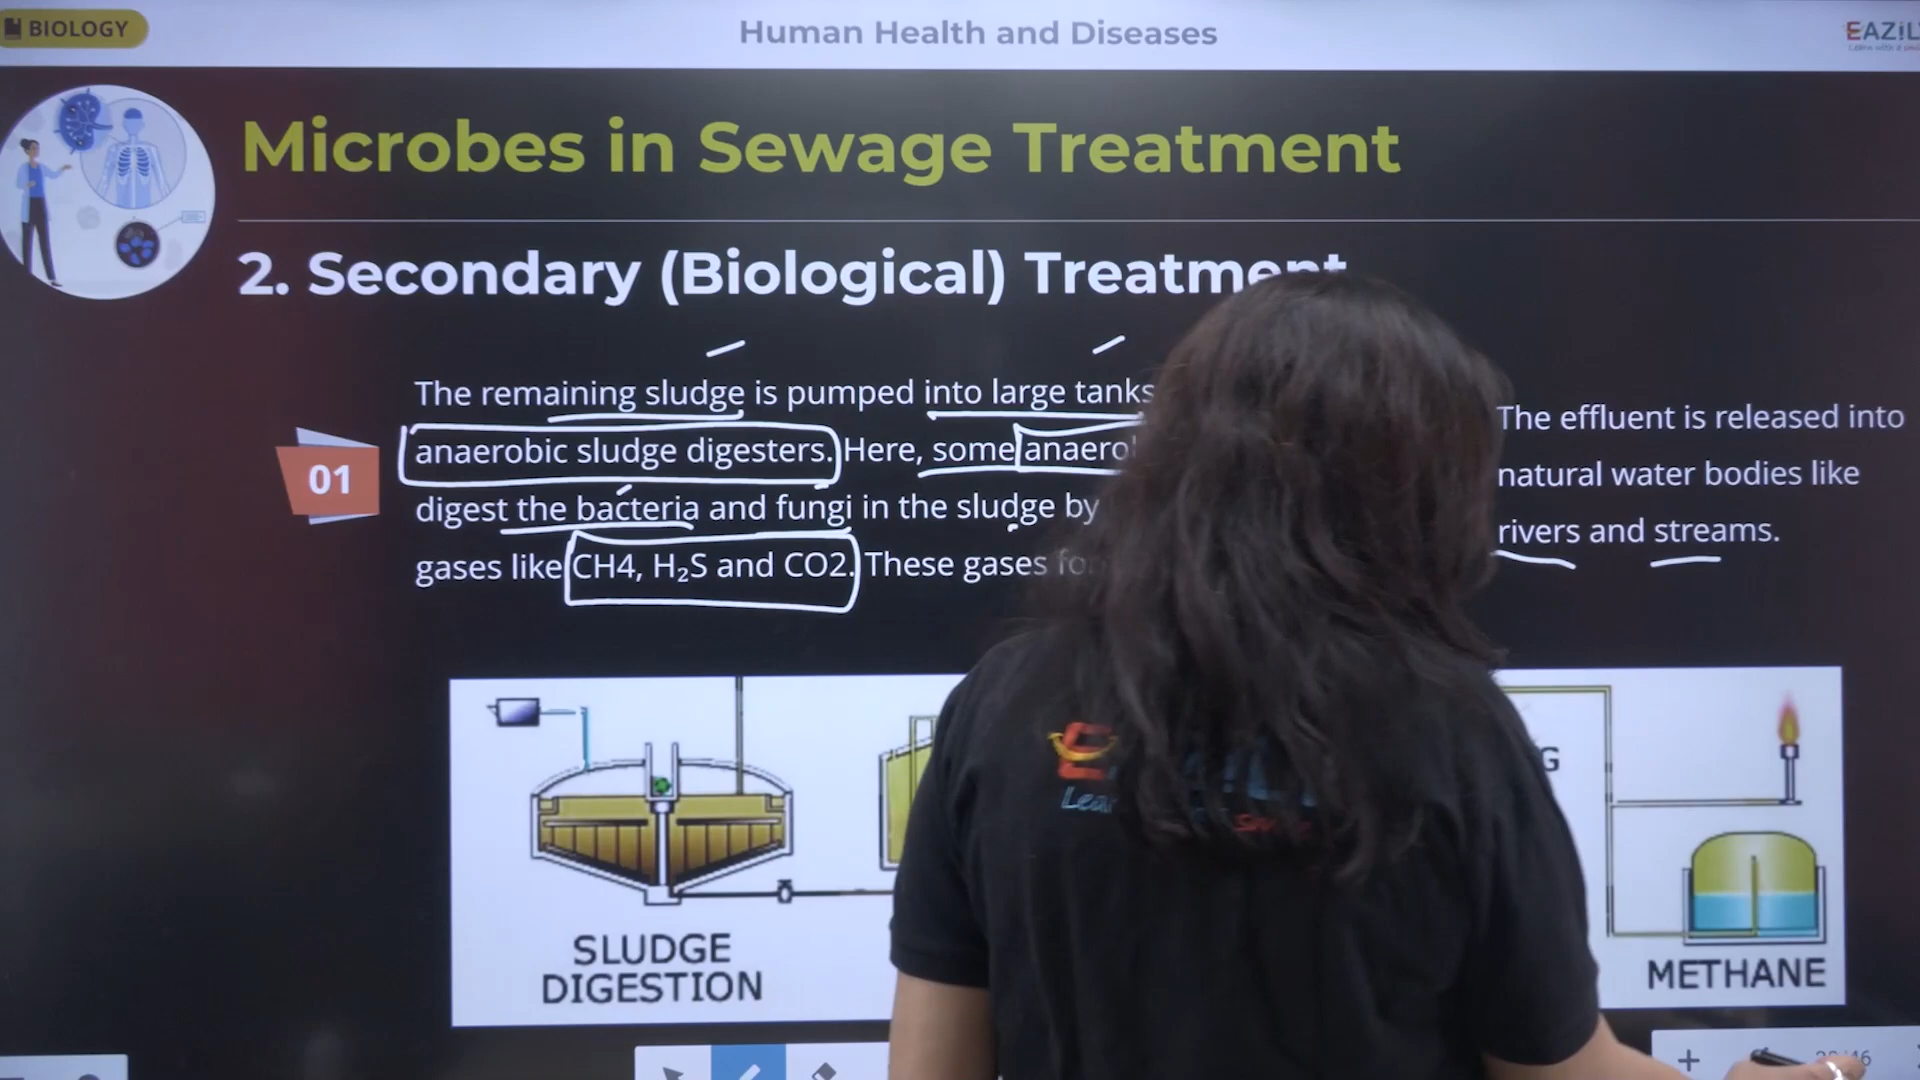 BIOLOGY
Human Health and Diseases
EAZiL
Microbes in Sewage Treatment
2. Secondary (Biological) Treatment
The remaining sludge is pumped into large tanks
anaerobic sludge digesters. Here, some
01
digest the bacteria and fungi in the sludge by
gases like CH4, H₂S and CO2. These gases
The effluent is released into
natural water bodies like
rivers and streams.
SLUDGE
DIGESTION
METHANE